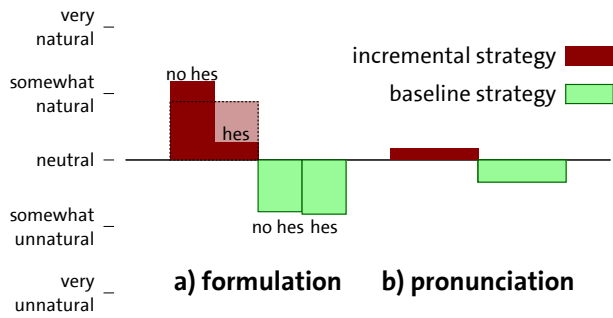 very
natural
somewhat
natural
neutral
somewhat
unnatural
very
unnatural
no hes
hes
no hes hes
incremental strategy
baseline strategy
a) formulation
b) pronunciation